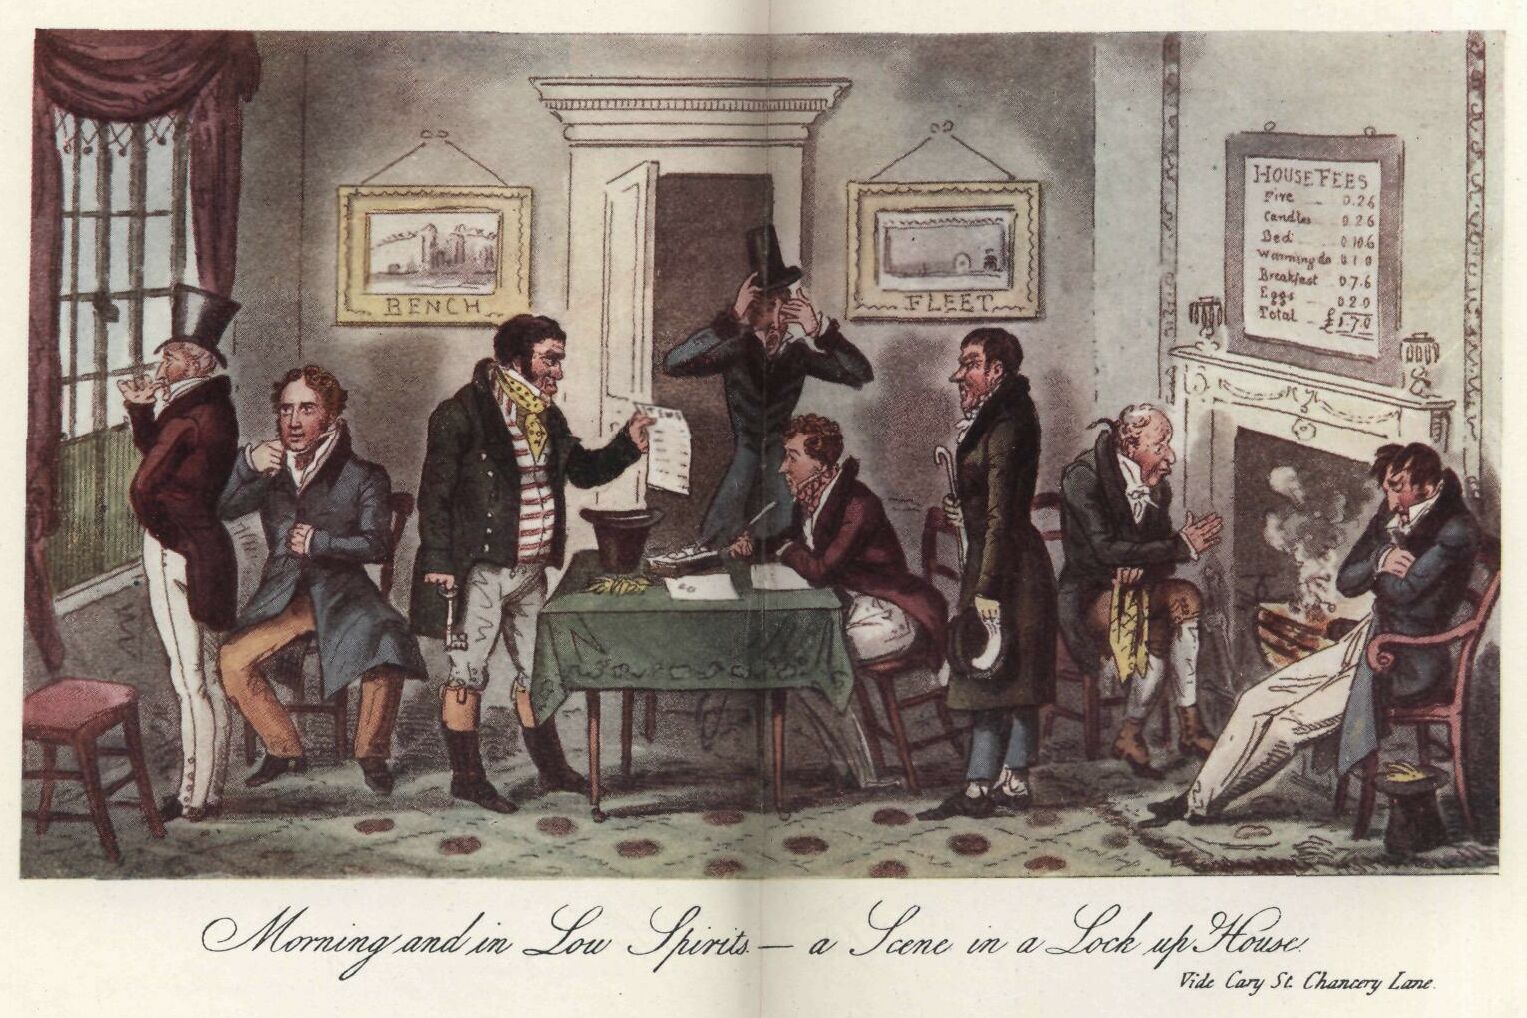 BENCH
FLEET
HOUSE FEES
Fire 0.2.6
Candles 0.2.6
Bed 0.10.6
Warming do 0.1.0
Breakfast 0.7.6
Eggs 0.2.0
Total £1.7.0
Morning and in Low Spirits — a Scene in a Lock up House.
Vide Cary St. Chancery Lane.